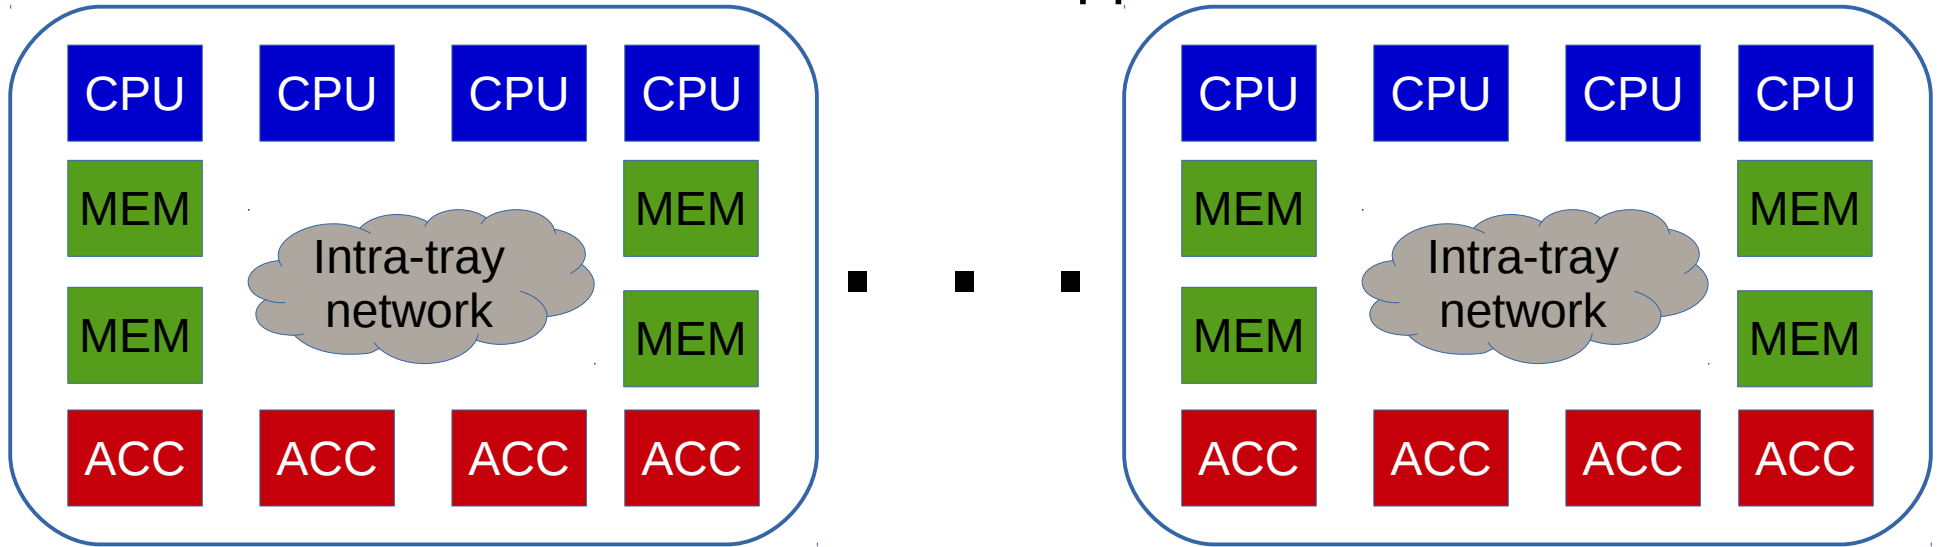 CPU CPU CPU CPU CPU CPU CPU CPU
MEM MEM MEM MEM
Intra-tray Intra-tray
network network
MEM MEM MEM MEM
ACC ACC ACC ACC ACC ACC ACC ACC